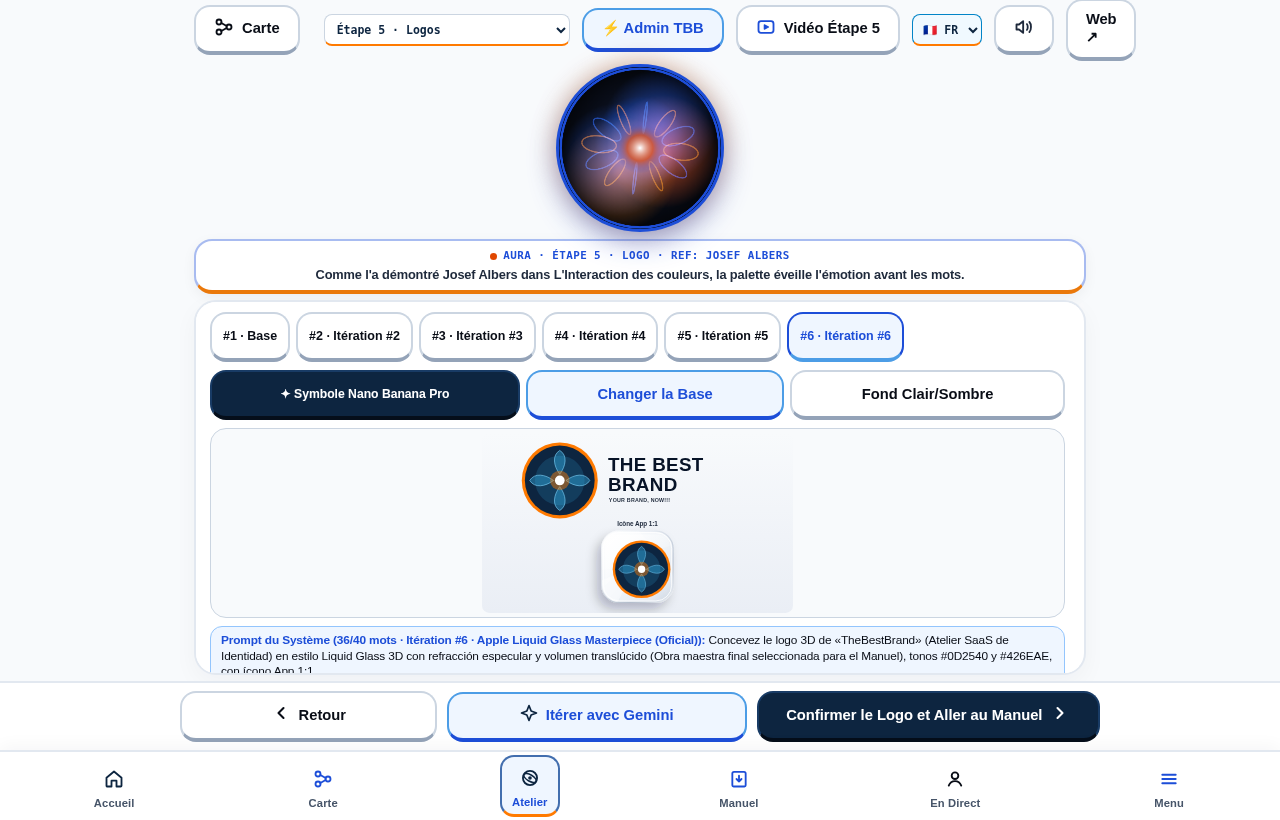 Carte
Étape 5 · Logos
⚡ Admin TBB
Vidéo Étape 5
🇫🇷 FR
Web ↗
AURA · ÉTAPE 5 · LOGO · REF: JOSEF ALBERS
Comme l'a démontré Josef Albers dans L'Interaction des couleurs, la palette éveille l'émotion avant les mots.
#1 · Base
#2 · Itération #2
#3 · Itération #3
#4 · Itération #4
#5 · Itération #5
#6 · Itération #6
✦ Symbole Nano Banana Pro
Changer la Base
Fond Clair/Sombre
THE BEST
BRAND
YOUR BRAND, NOW!!!
Icône App 1:1
Prompt du Système (36/40 mots · Itération #6 · Apple Liquid Glass Masterpiece (Oficial)): Concevez le logo 3D de «TheBestBrand» (Atelier SaaS de
Identidad) en estilo Liquid Glass 3D con refracción especular y volumen translúcido (Obra maestra final seleccionada para el Manuel), tonos #0D2540 y #426EAE,
con ícono App 1:1
Retour
Itérer avec Gemini
Confirmer le Logo et Aller au Manuel
Accueil
Carte
Atelier
Manuel
En Direct
Menu